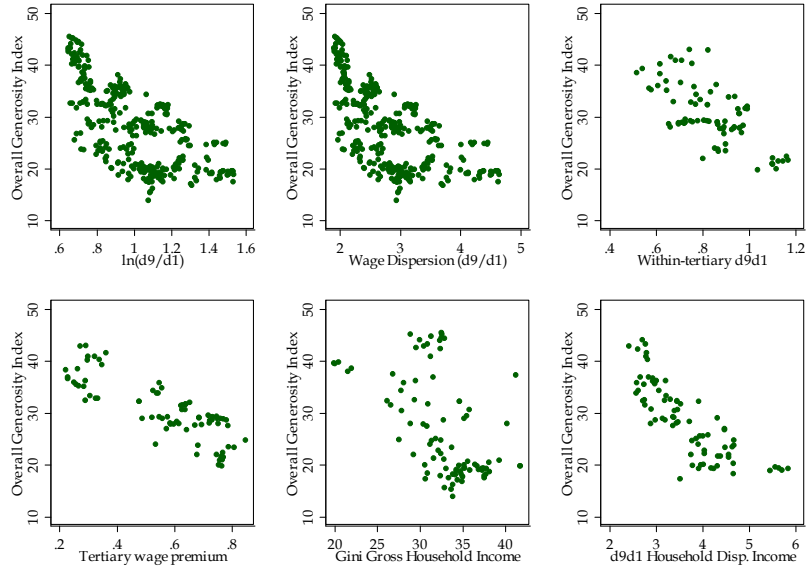 Overall Generosity Index
50
40
30
20
10
.6 .8 1 1.2 1.4 1.6
ln(d9/d1)
Overall Generosity Index
50
40
30
20
10
2 3 4 5
Wage Dispersion (d9/d1)
Overall Generosity Index
50
40
30
20
10
.4 .6 .8 1 1.2
Within-tertiary d9d1
Overall Generosity Index
50
40
30
20
10
.2 .4 .6 .8
Tertiary wage premium
Overall Generosity Index
50
40
30
20
10
20 25 30 35 40
Gini Gross Household Income
Overall Generosity Index
50
40
30
20
10
2 3 4 5 6
d9d1 Household Disp. Income